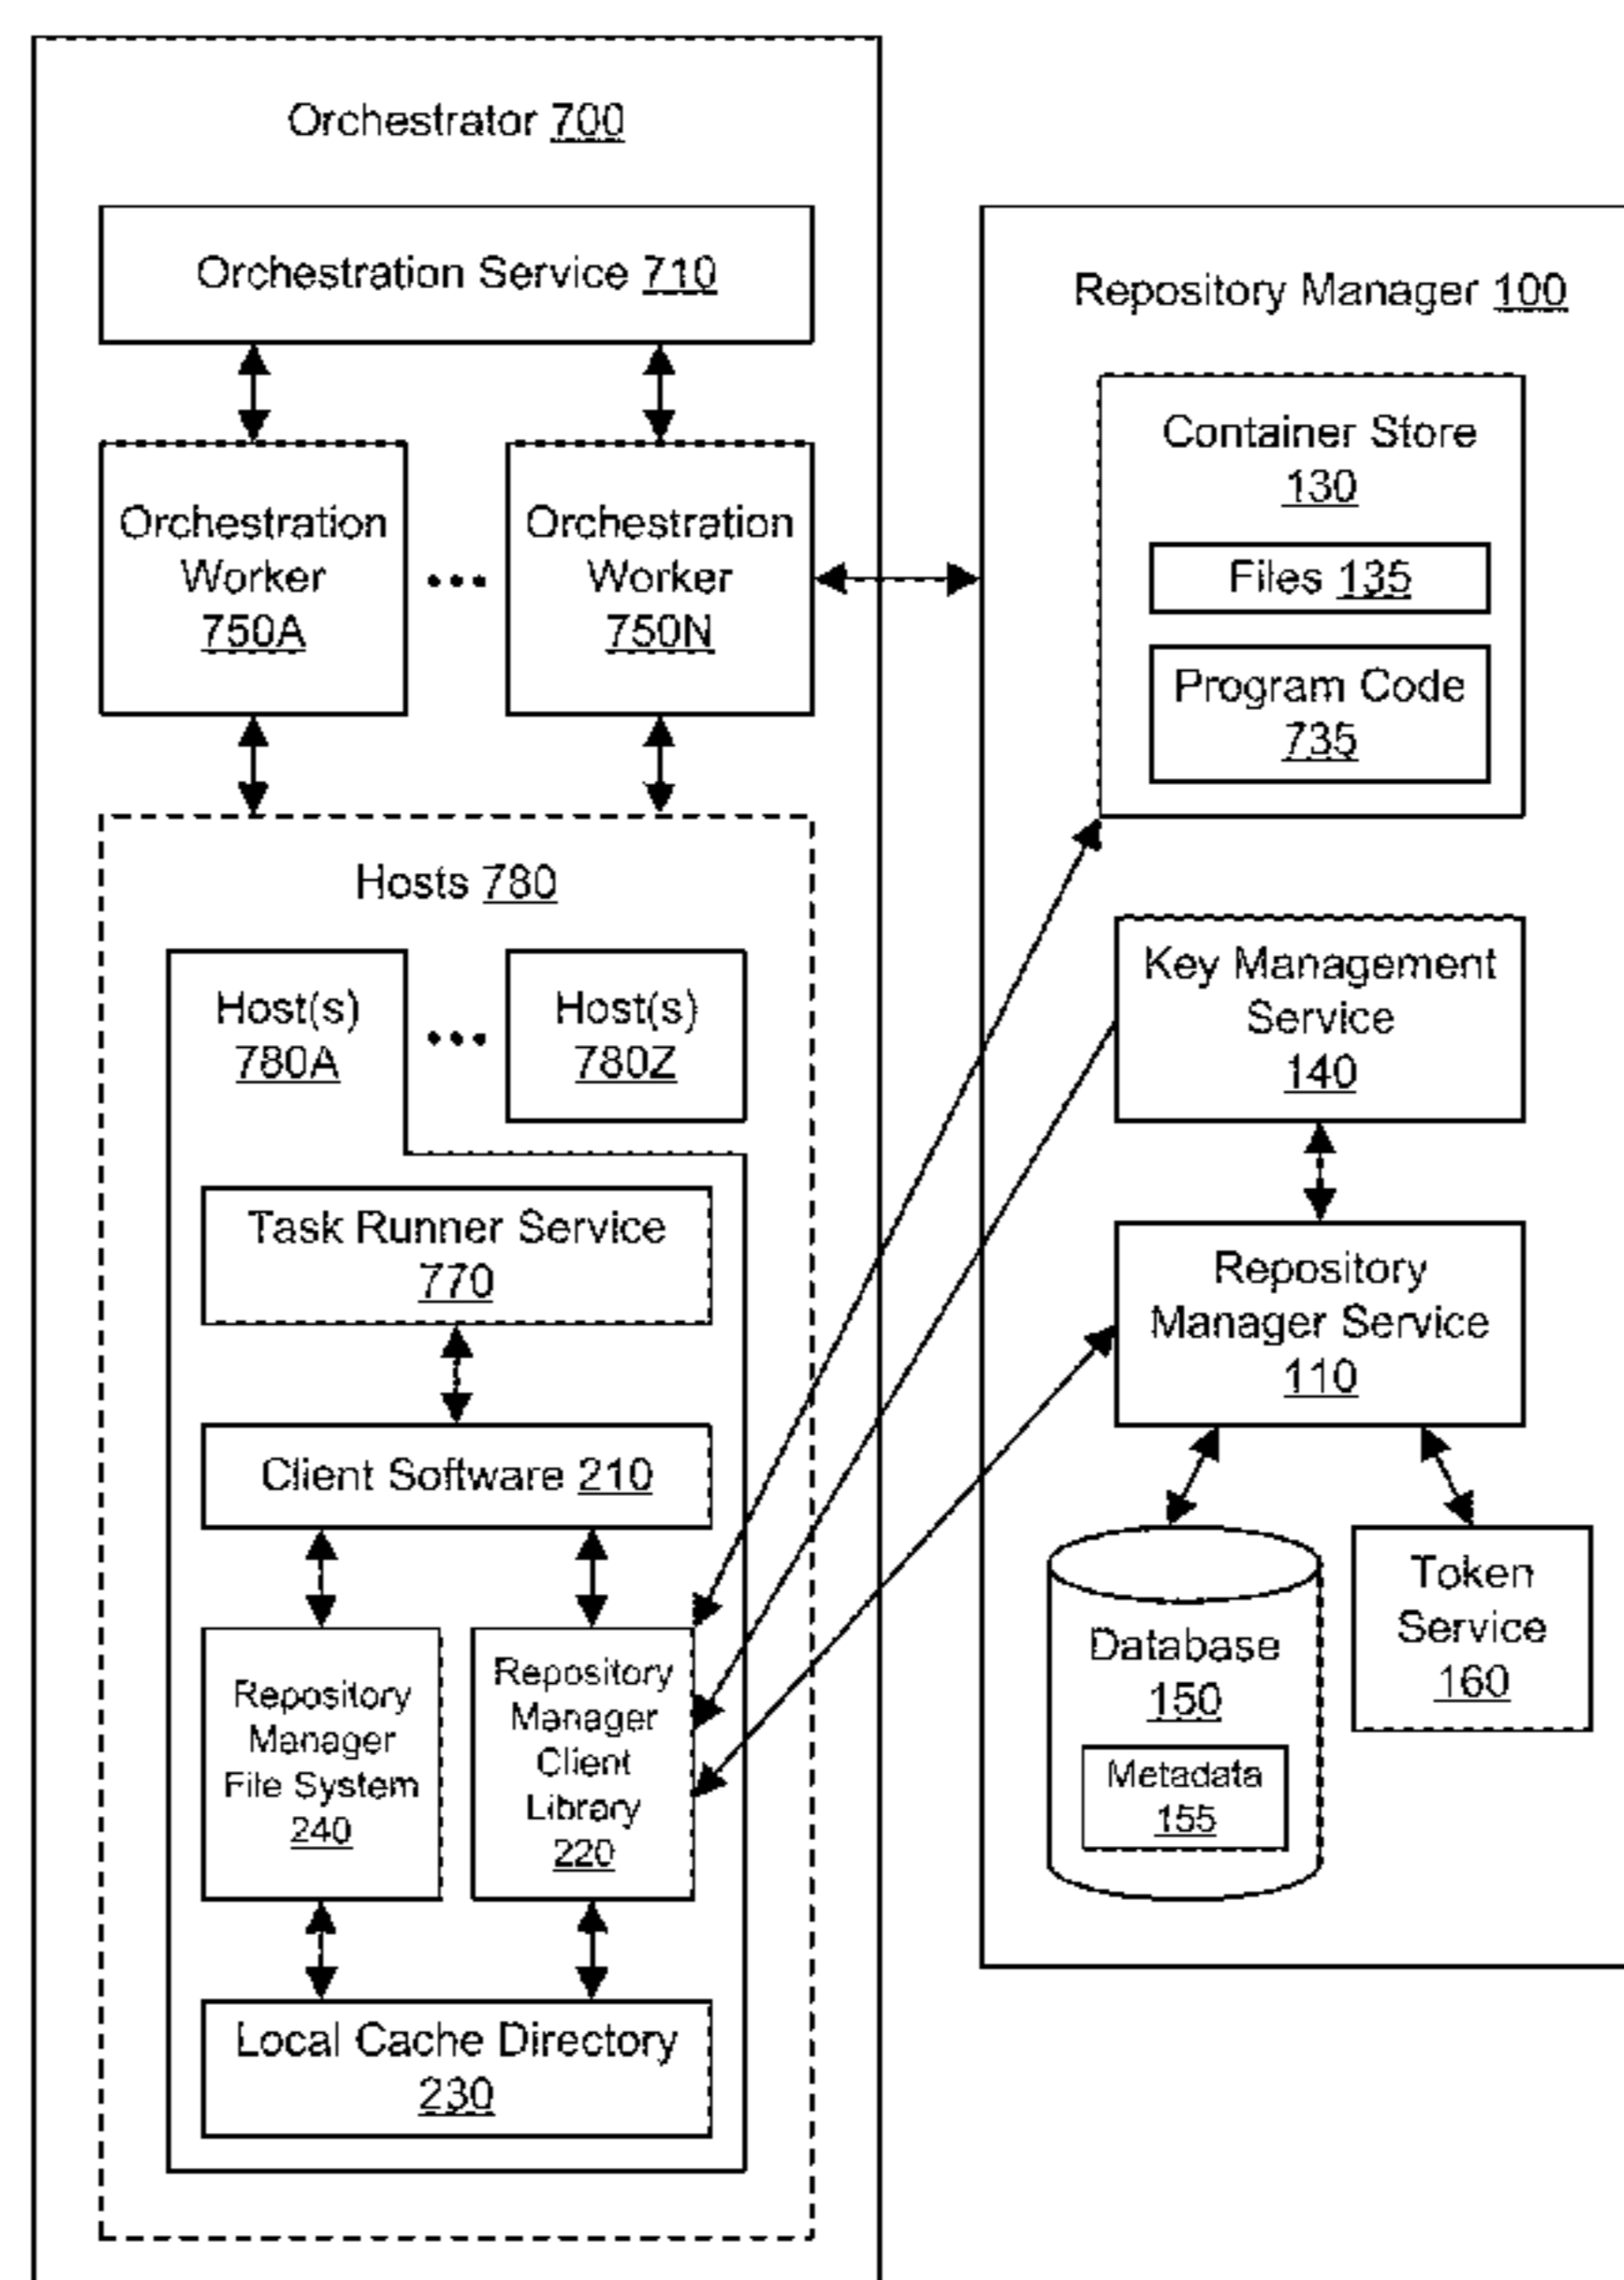 Orchestrator 700
Orchestration Service 710
Orchestration
Worker
750A
•••
Orchestration
Worker
750N
Hosts 780
Host(s)
780A
•••
Host(s)
780Z
Task Runner Service
770
Client Software 210
Repository
Manager
File System
240
Repository
Manager
Client
Library
220
Local Cache Directory
230
Repository Manager 100
Container Store
130
Files 135
Program Code
735
Key Management
Service
140
Repository
Manager Service
110
Database
150
Metadata
155
Token
Service
160